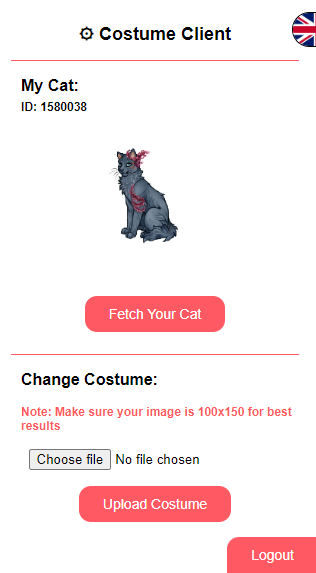 ⚙ Costume Client
My Cat:
ID: 1580038
Fetch Your Cat
Change Costume:
Note: Make sure your image is 100x150 for best
results
Choose file No file chosen
Upload Costume
Logout